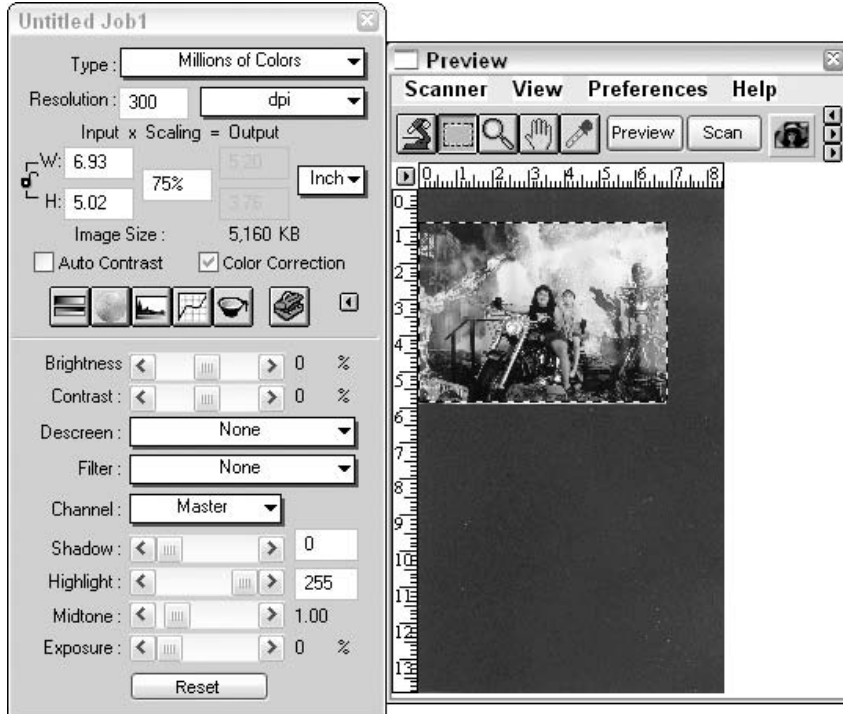 Untitled Job1
Type : Millions of Colors
Resolution : 300 dpi
Input x Scaling = Output
W: 6.93 5.20
75% Inch
H: 5.02 3.76
Image Size : 5,160 KB
Auto Contrast Color Correction
Brightness 0 %
Contrast : 0 %
Descreen : None
Filter : None
Channel : Master
Shadow : 0
Highlight : 255
Midtone : 1.00
Exposure : 0 %
Reset
Preview
Scanner View Preferences Help
Preview Scan
0 1 2 3 4 5 6 7 8
0
1
2
3
4
5
6
7
8
9
10
11
12
13